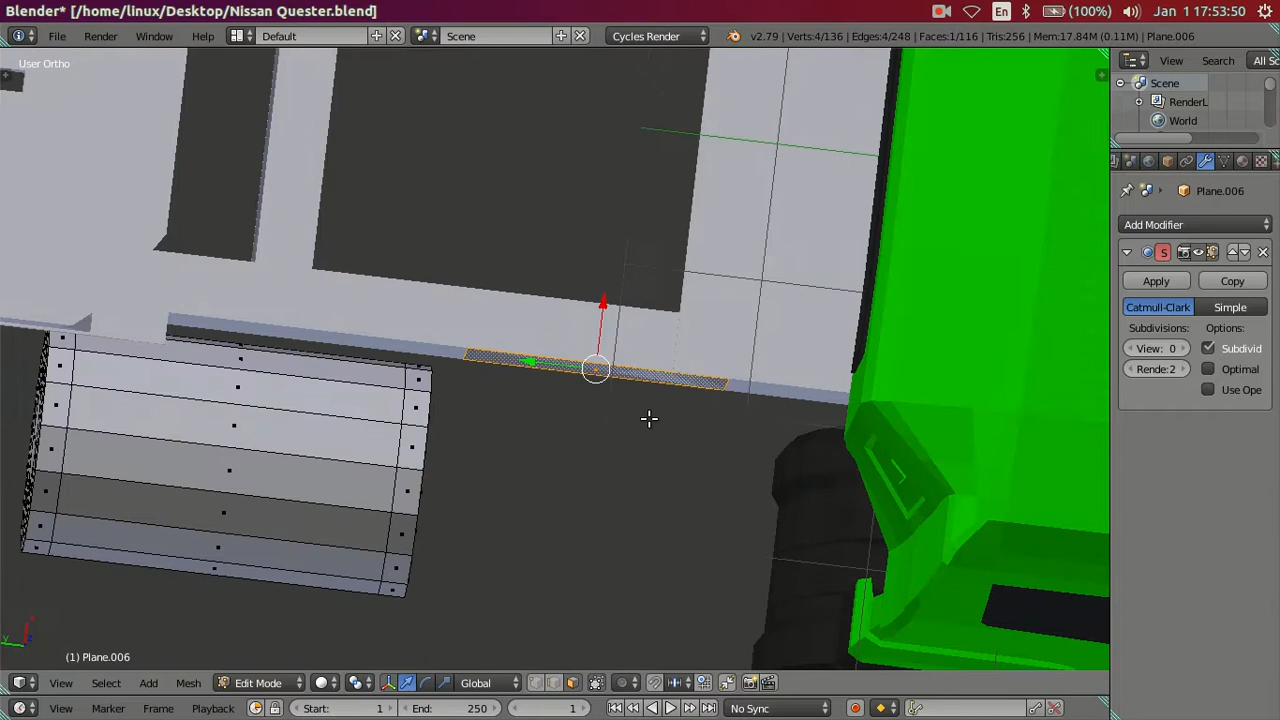 Blender* [/home/linux/Desktop/Nissan Quester.blend]
En
(100%)
Jan 1 17:53:50
File
Render
Window
Help
Default
Scene
Cycles Render
v2.79 | Verts:4/136 | Edges:4/248 | Faces:1/116 | Tris:256 | Mem:17.84M (0.11M) | Plane.006
User Ortho
View
Search
All Sc
Scene
RenderL
World
Plane.006
Add Modifier
S
Apply
Copy
Catmull-Clark
Simple
Subdivisions:
Options:
View: 0
Subdivid
Rende: 2
Optimal
Use Ope
x
y
z
(1) Plane.006
View
Select
Add
Mesh
Edit Mode
Global
View
Marker
Frame
Playback
Start:
1
End:
250
1
No Sync